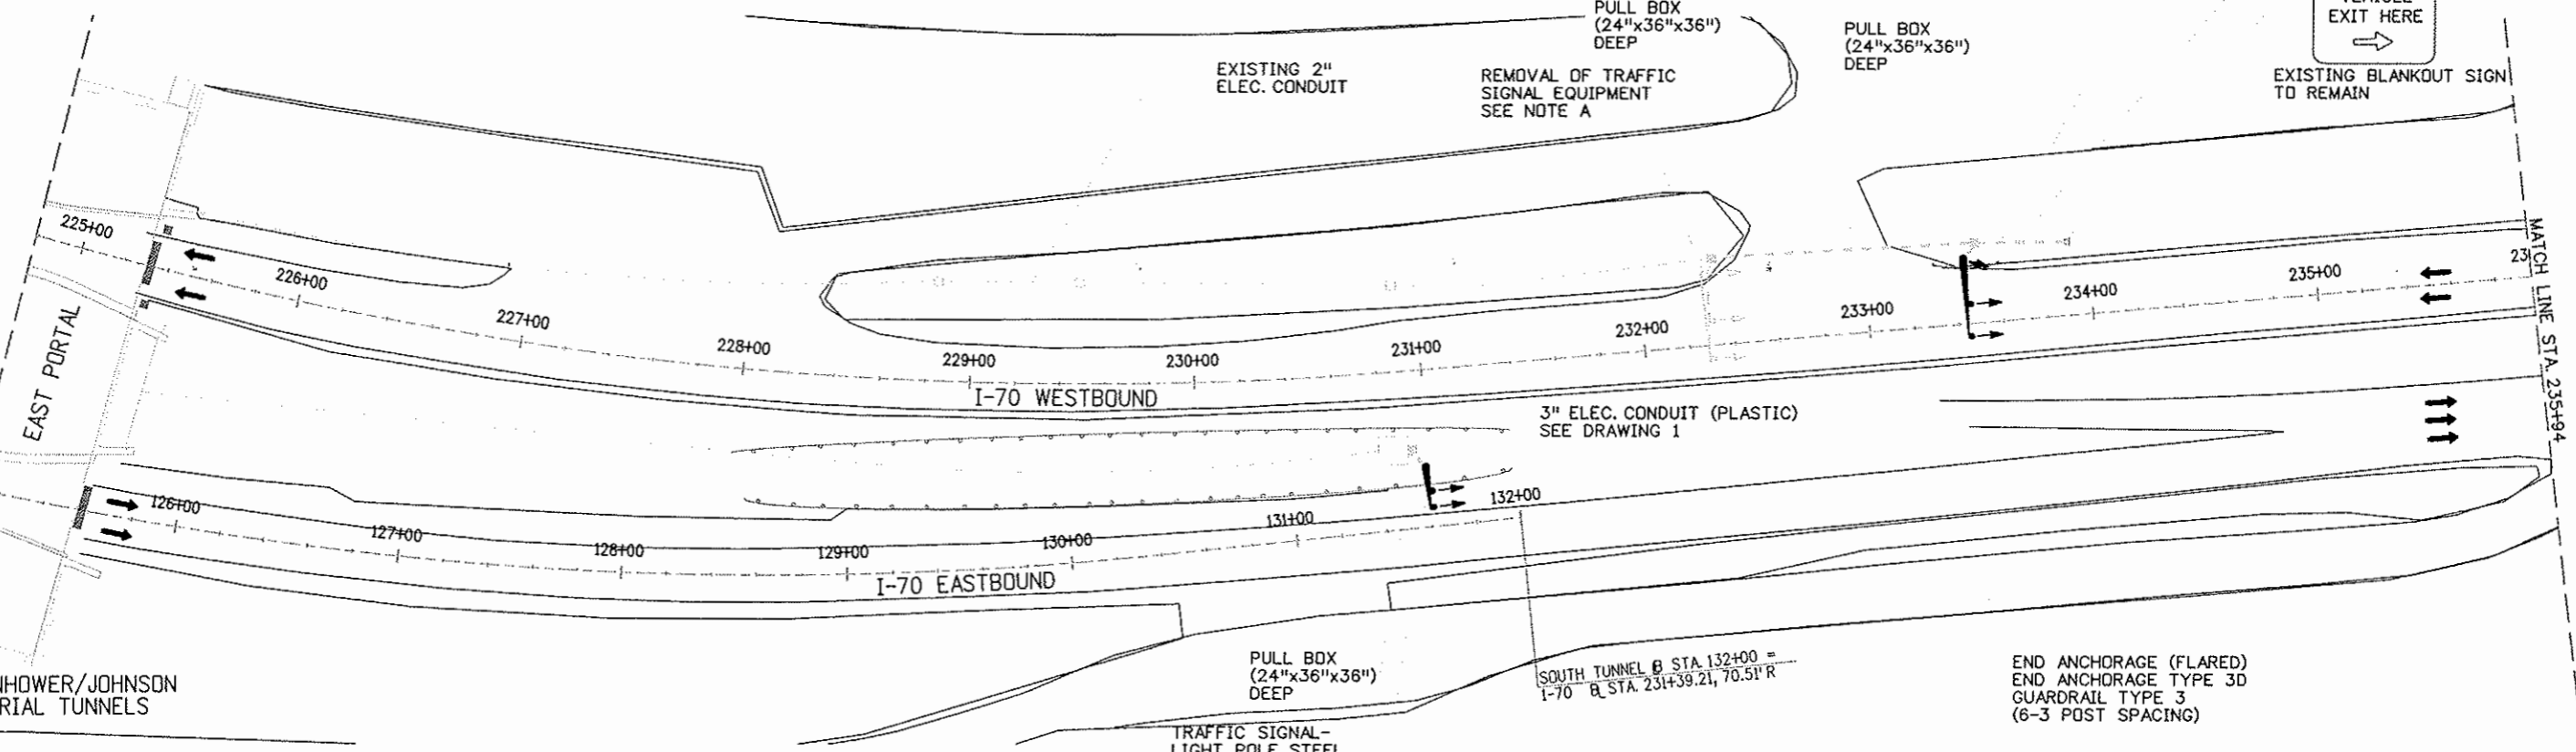 PULL BOX
(24"x36"x36")
DEEP
PULL BOX
(24"x36"x36")
DEEP
EXIT HERE
EXISTING 2"
ELEC. CONDUIT
REMOVAL OF TRAFFIC
SIGNAL EQUIPMENT
SEE NOTE A
EXISTING BLANKOUT SIGN
TO REMAIN
225+00
226+00
227+00
228+00
229+00
230+00
231+00
232+00
233+00
234+00
235+00
23
I-70 WESTBOUND
MATCH LINE STA. 235+94
EAST PORTAL
3" ELEC. CONDUIT (PLASTIC)
SEE DRAWING 1
126+00
127+00
128+00
129+00
130+00
131+00
132+00
I-70 EASTBOUND
NHOWER/JOHNSON
RIAL TUNNELS
PULL BOX
(24"x36"x36")
DEEP
SOUTH TUNNEL B STA. 132+00 =
I-70 B STA. 231+39.21, 70.51' R
END ANCHORAGE (FLARED)
END ANCHORAGE TYPE 3D
GUARDRAIL TYPE 3
(6-3 POST SPACING)
TRAFFIC SIGNAL-
LIGHT POLE STEEL